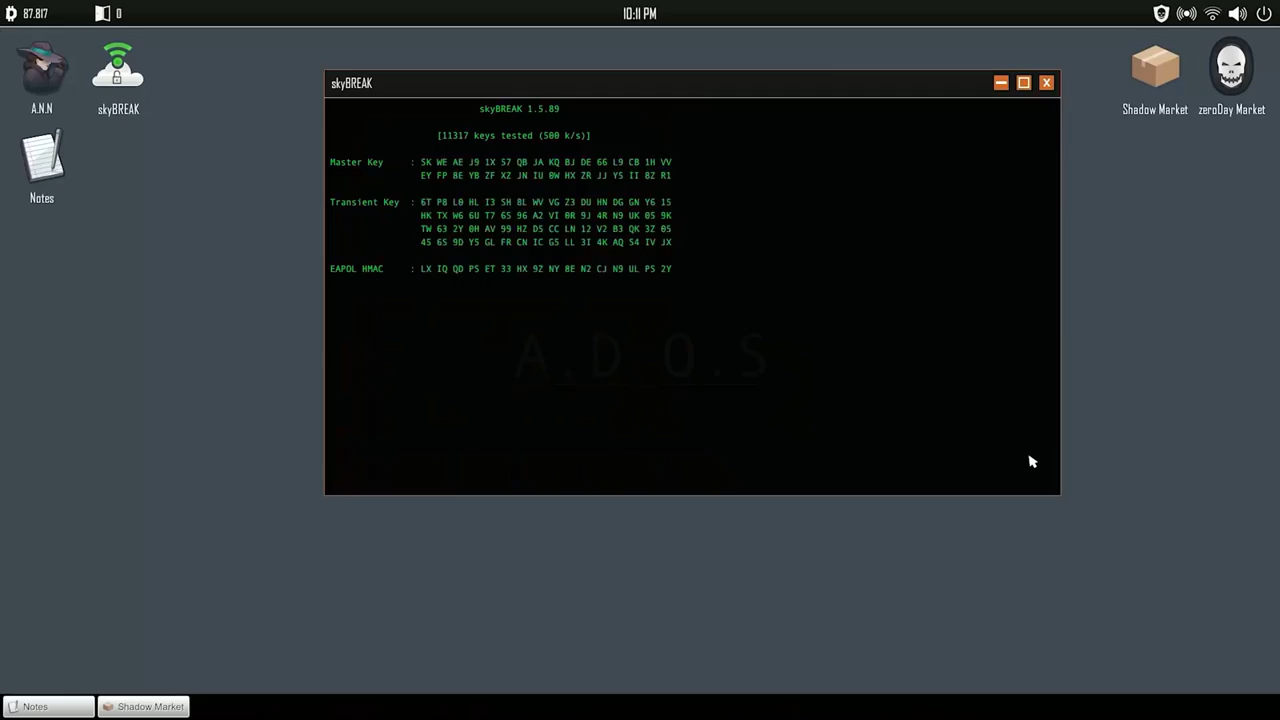 87.817
0
10:11 PM
A.N.N
skyBREAK
Notes
Shadow Market
zeroDay Market
skyBREAK
skyBREAK 1.5.89
[11317 keys tested (500 k/s)]
Master Key : SK WE AE J9 1X 57 QB JA KQ BJ DE 66 L9 CB 1H VV
EY FP 8E YB ZF XZ JN IU 0W HX ZR JJ Y5 II 8Z R1
Transient Key : 6T P8 L0 HL I3 SH 8L WV VG Z3 DU HN DG GN Y6 15
HK TX W6 6U T7 65 96 A2 VI 0R 9J 4R N9 UK 05 9K
TW 63 2Y 0H AV 99 HZ DS CC LN 12 V2 B3 QK 3Z 05
45 65 9D Y5 GL FR CN IC G5 LL 3I 4K AQ S4 IV JX
EAPOL HMAC : LX IQ QD PS ET 33 HX 9Z NY 8E N2 CJ N9 UL PS 2Y
A.D O.S
Notes
Shadow Market